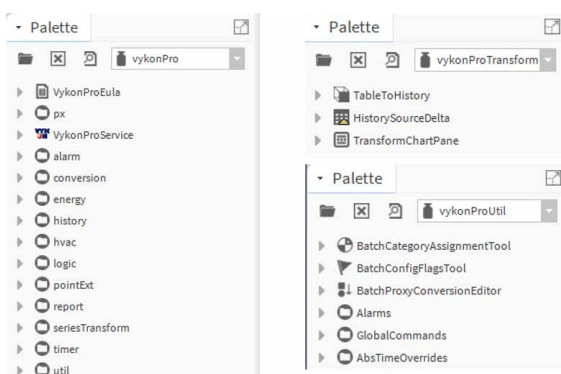 Palette
vykonPro
VykonProEula
px
VykonProService
alarm
conversion
energy
history
hvac
logic
pointExt
report
seriesTransform
timer
util
Palette
vykonProTransform
TableToHistory
HistorySourceDelta
TransformChartPane
Palette
vykonProUtil
BatchCategoryAssignmentTool
BatchConfigFlagsTool
BatchProxyConversionEditor
Alarms
GlobalCommands
AbsTimeOverrides